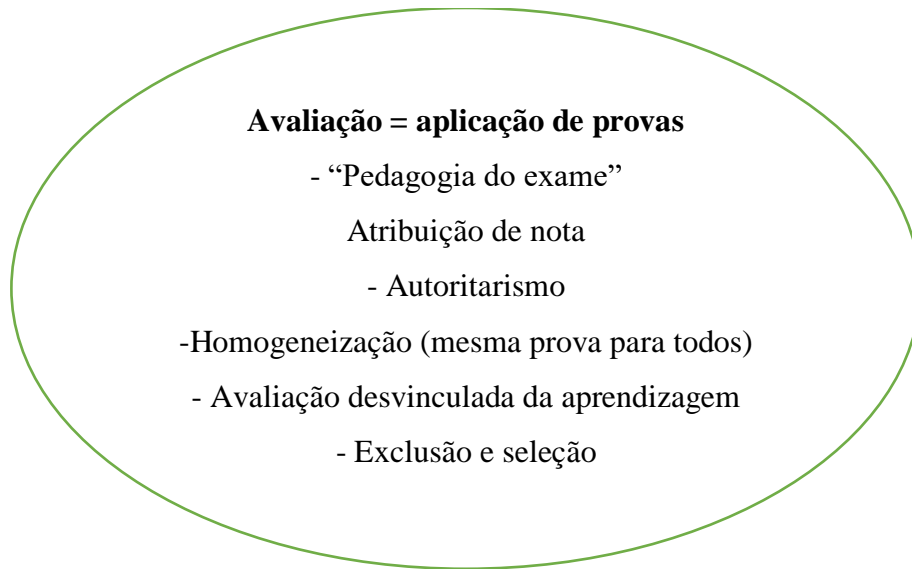 Avaliação = aplicação de provas
- “Pedagogia do exame”
Atribuição de nota
- Autoritarismo
-Homogeneização (mesma prova para todos)
- Avaliação desvinculada da aprendizagem
- Exclusão e seleção